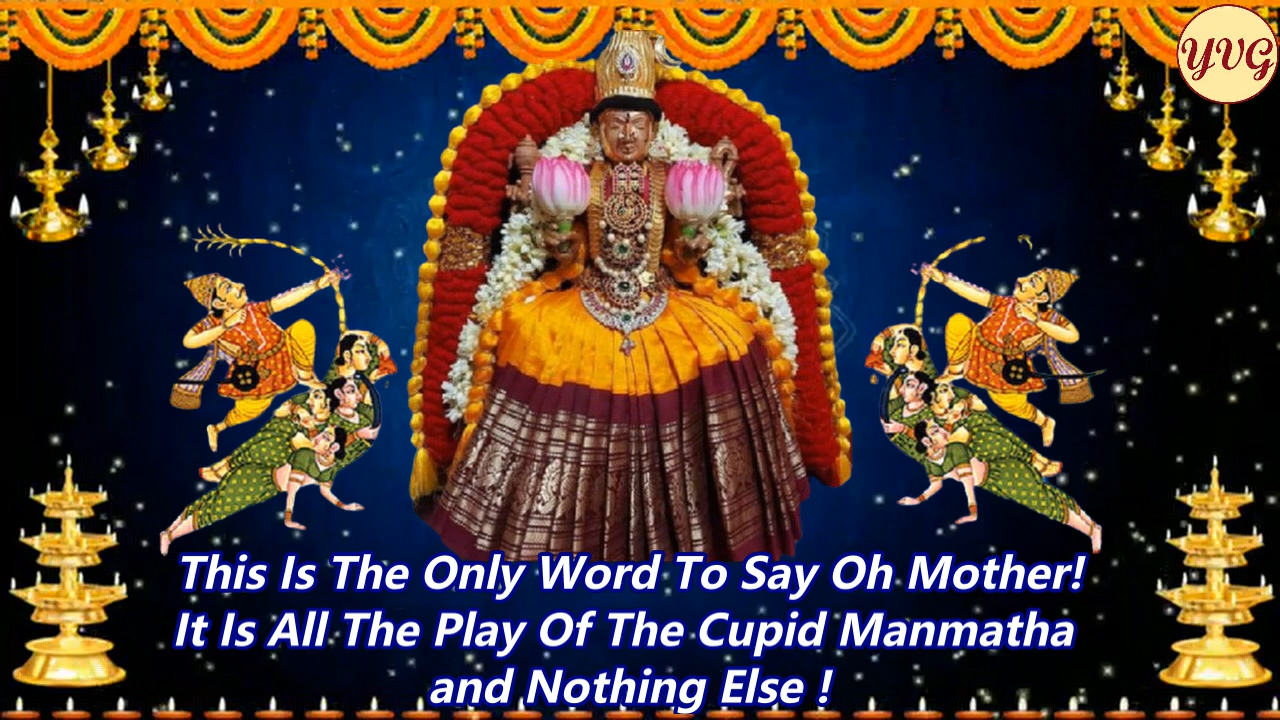 YVG
This Is The Only Word To Say Oh Mother!
It Is All The Play Of The Cupid Manmatha
and Nothing Else !